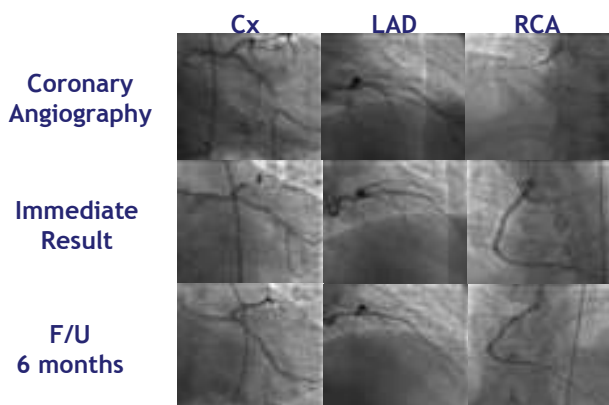 Cx LAD RCA
Coronary
Angiography
Immediate
Result
F/U
6 months